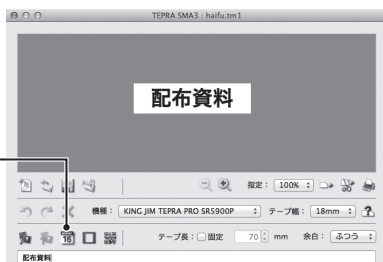 TEPRA SMA3 : haifu.tm1
配布資料
指定： 100%
機種： KING JIM TEPRA PRO SR5900P テープ幅： 18mm ?
16 テープ長： 固定 70 mm 余白： ふつう
配布資料